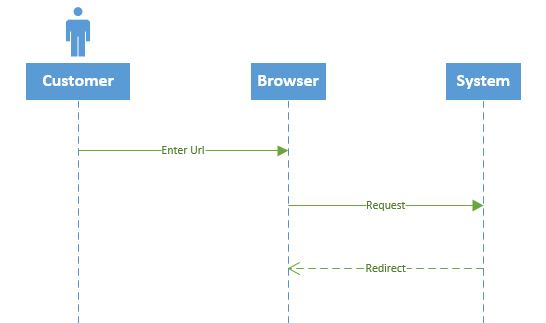 Customer
Browser
System
Enter Url
Request
Redirect